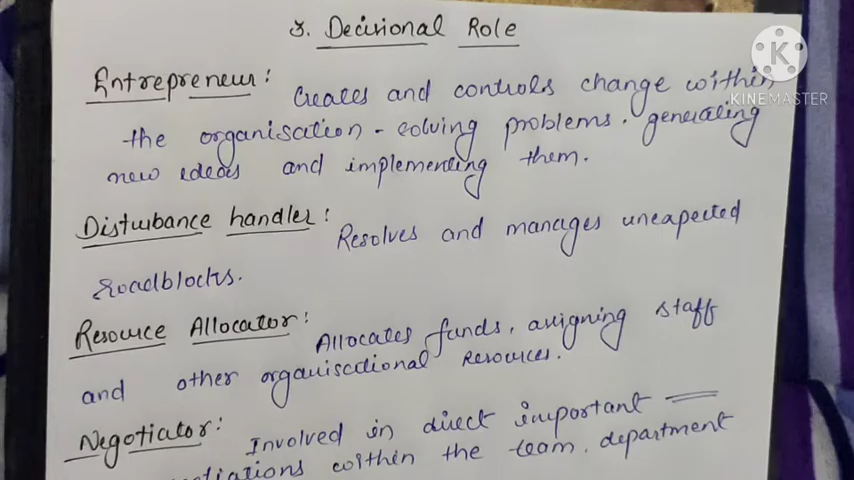 3. Decisional Role
Entrepreneur: Creates and controls change within
the organisation - solving problems, generating
new ideas and implementing them.
Disturbance handler: Resolves and manages unexpected
roadblocks.
Resource Allocator: Allocates funds, assigning staff
and other organisational Resources.
Negotiator: Involved in direct important
within the team, department
KINEMASTER